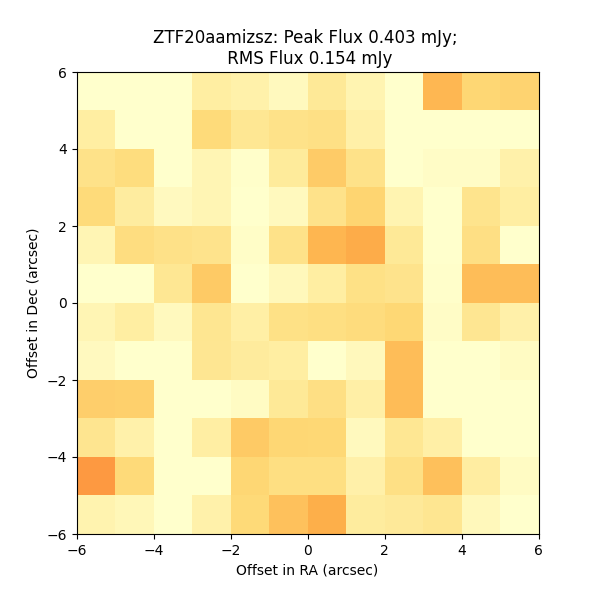 ZTF20aamizsz: Peak Flux 0.403 mJy;
RMS Flux 0.154 mJy
6
4
2
0
−2
−4
−6
Offset in Dec (arcsec)
−6 −4 −2 0 2 4 6
Offset in RA (arcsec)